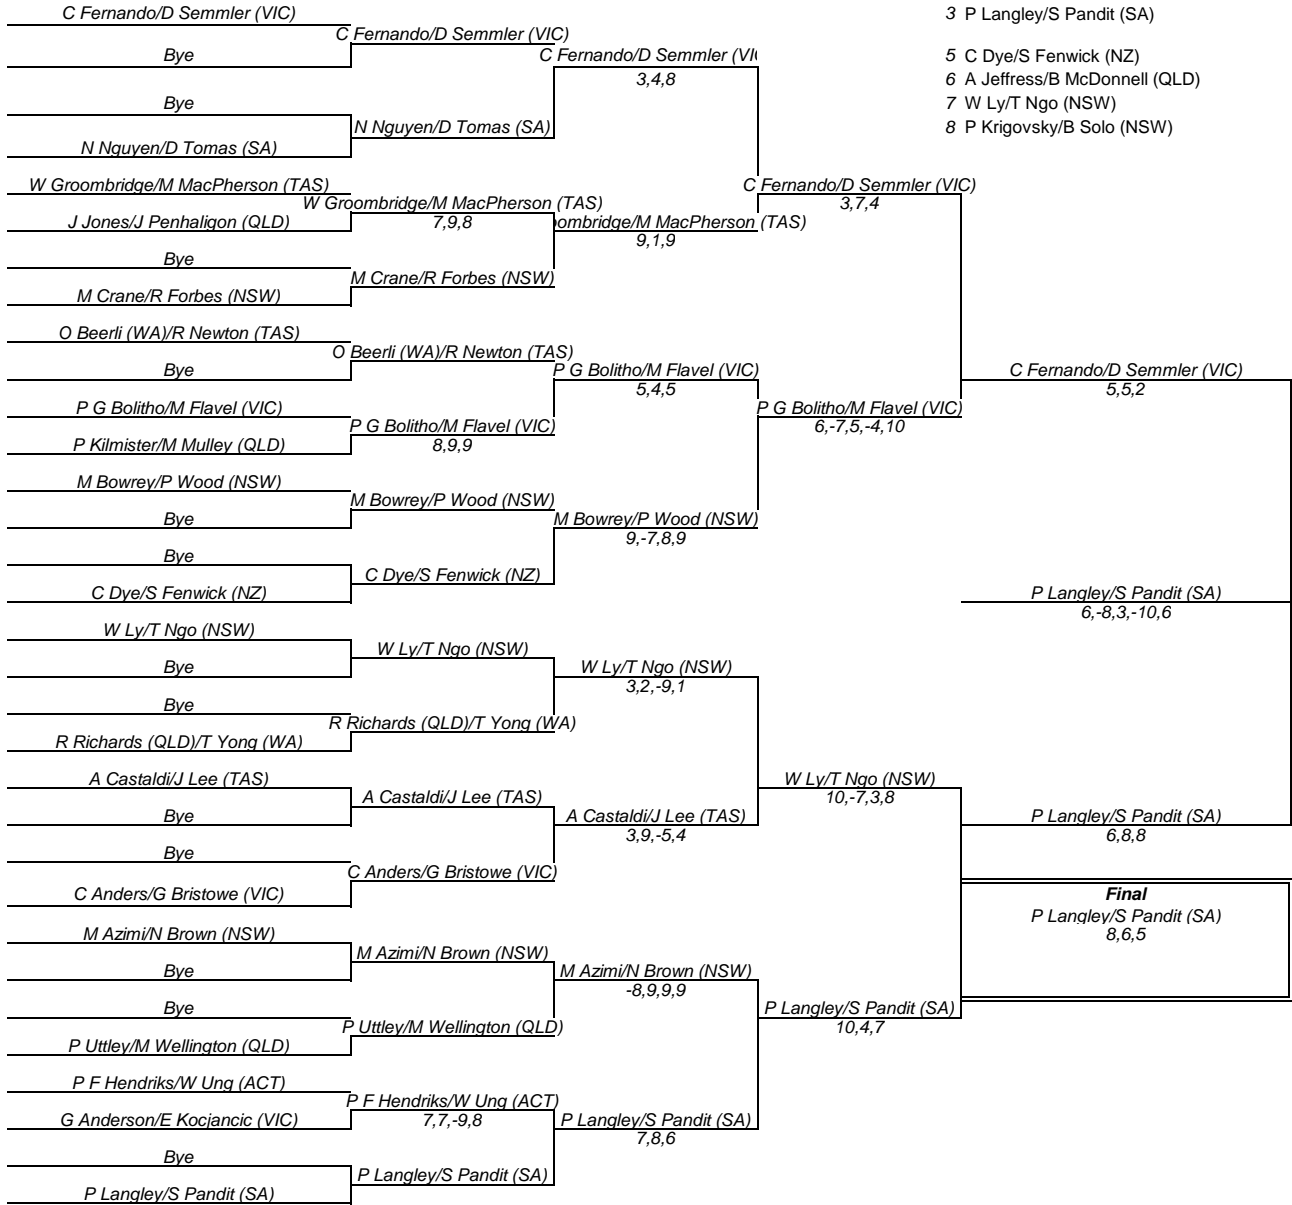 C Fernando/D Semmler (VIC)
Bye
Bye
N Nguyen/D Tomas (SA)
W Groombridge/M MacPherson (TAS)
J Jones/J Penhaligon (QLD)
Bye
M Crane/R Forbes (NSW)
O Beerli (WA)/R Newton (TAS)
Bye
P G Bolitho/M Flavel (VIC)
P Kilmister/M Mulley (QLD)
M Bowrey/P Wood (NSW)
Bye
Bye
C Dye/S Fenwick (NZ)
W Ly/T Ngo (NSW)
Bye
Bye
R Richards (QLD)/T Yong (WA)
A Castaldi/J Lee (TAS)
Bye
Bye
C Anders/G Bristowe (VIC)
M Azimi/N Brown (NSW)
Bye
Bye
P Uttley/M Wellington (QLD)
P F Hendriks/W Ung (ACT)
G Anderson/E Kocjancic (VIC)
Bye
P Langley/S Pandit (SA)
C Fernando/D Semmler (VIC)
N Nguyen/D Tomas (SA)
W Groombridge/M MacPherson (TAS)
7,9,8
M Crane/R Forbes (NSW)
O Beerli (WA)/R Newton (TAS)
P G Bolitho/M Flavel (VIC)
8,9,9
M Bowrey/P Wood (NSW)
C Dye/S Fenwick (NZ)
W Ly/T Ngo (NSW)
R Richards (QLD)/T Yong (WA)
A Castaldi/J Lee (TAS)
C Anders/G Bristowe (VIC)
M Azimi/N Brown (NSW)
P Uttley/M Wellington (QLD)
P F Hendriks/W Ung (ACT)
7,7,-9,8
P Langley/S Pandit (SA)
C Fernando/D Semmler (VI
3,4,8
ombridge/M MacPherson (TAS)
9,1,9
P G Bolitho/M Flavel (VIC)
5,4,5
M Bowrey/P Wood (NSW)
9,-7,8,9
W Ly/T Ngo (NSW)
3,2,-9,1
A Castaldi/J Lee (TAS)
3,9,-5,4
M Azimi/N Brown (NSW)
-8,9,9,9
P Langley/S Pandit (SA)
7,8,6
C Fernando/D Semmler (VIC)
3,7,4
P G Bolitho/M Flavel (VIC)
6,-7,5,-4,10
W Ly/T Ngo (NSW)
10,-7,3,8
P Langley/S Pandit (SA)
10,4,7
3 P Langley/S Pandit (SA)
5 C Dye/S Fenwick (NZ)
6 A Jeffress/B McDonnell (QLD)
7 W Ly/T Ngo (NSW)
8 P Krigovsky/B Solo (NSW)
C Fernando/D Semmler (VIC)
5,5,2
P Langley/S Pandit (SA)
6,-8,3,-10,6
P Langley/S Pandit (SA)
6,8,8
Final
P Langley/S Pandit (SA)
8,6,5